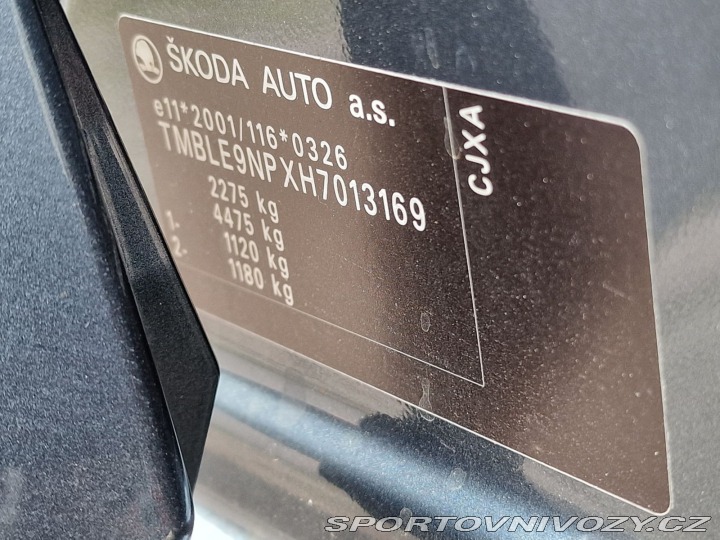 ŠKODA AUTO a.s.
e11*2001/116*0326
TMBLE9NPXH7013169
2275 kg
1. 4475 kg
2. 1120 kg
1180 kg
CJXA
SPORTOVNIVOZY.CZ